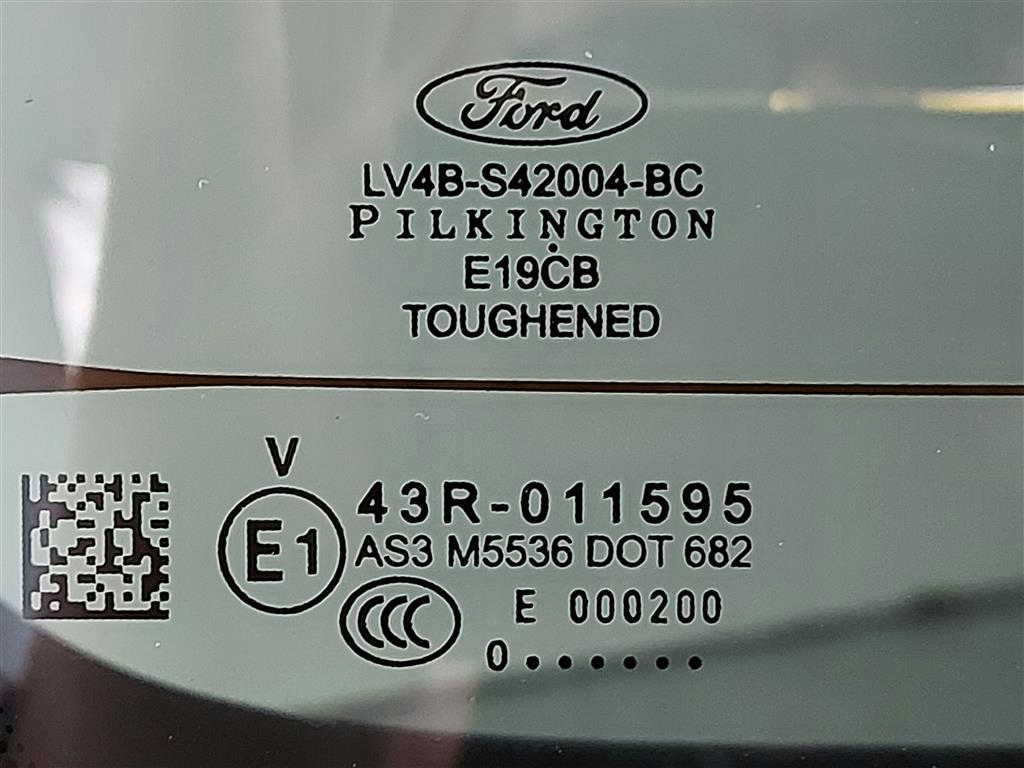 Ford
LV4B-S42004-BC
PILKINGTON
E19CB
TOUGHENED
V
E1
43R-011595
AS3 M5536 DOT 682
CCC
E 000200
0 • • • • • •